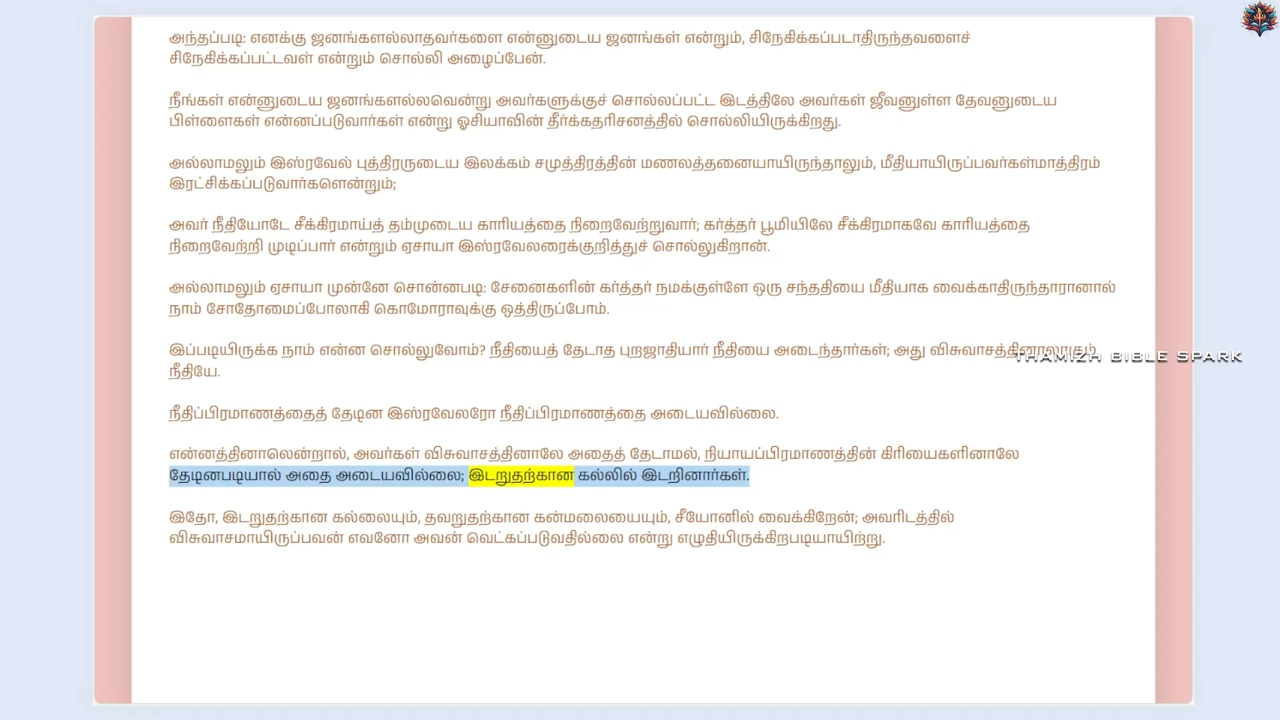 அந்தப்படி: எனக்கு ஜனங்களல்லாதவர்களை என்னுடைய ஜனங்கள் என்றும், சிநேகிக்கப்படாதிருந்தவளைச்
சிநேகிக்கப்பட்டவள் என்றும் சொல்லி அழைப்பேன்.
நீங்கள் என்னுடைய ஜனங்களல்லவென்று அவர்களுக்குச் சொல்லப்பட்ட இடத்திலே அவர்கள் ஜீவனுள்ள தேவனுடைய
பிள்ளைகள் என்னப்படுவார்கள் என்று ஓசியாவின் தீர்க்கதரிசனத்தில் சொல்லியிருக்கிறது.
அல்லாமலும் இஸ்ரவேல் புத்திரருடைய இலக்கம் சமுத்திரத்தின் மணலத்தனையாயிருந்தாலும், மீதியாயிருப்பவர்கள்மாத்திரம்
இரட்சிக்கப்படுவார்களென்றும்;
அவர் நீதியோடே சீக்கிரமாய்த் தம்முடைய காரியத்தை நிறைவேற்றுவார்; கர்த்தர் பூமியிலே சீக்கிரமாகவே காரியத்தை
நிறைவேற்றி முடிப்பார் என்றும் ஏசாயா இஸ்ரவேலரைக்குறித்துச் சொல்லுகிறான்.
அல்லாமலும் ஏசாயா முன்னே சொன்னபடி: சேனைகளின் கர்த்தர் நமக்குள்ளே ஒரு சந்ததியை மீதியாக வைக்காதிருந்தாரானால்
நாம் சோதோமைப்போலாகி கொமோராவுக்கு ஒத்திருப்போம்.
இப்படியிருக்க நாம் என்ன சொல்லுவோம்? நீதியைத் தேடாத புறஜாதியார் நீதியை அடைந்தார்கள்; அது விசுவாசத்தினாலாகும்
THAMIZH BIBLE SPARK
நீதியே.
நீதிப்பிரமாணத்தைத் தேடின இஸ்ரவேலரோ நீதிப்பிரமாணத்தை அடையவில்லை.
என்னத்தினாலென்றால், அவர்கள் விசுவாசத்தினாலே அதைத் தேடாமல், நியாயப்பிரமாணத்தின் கிரியைகளினாலே
தேடினபடியால் அதை அடையவில்லை; இடறுதற்கான கல்லில் இடறினார்கள்.
இதோ, இடறுதற்கான கல்லையும், தவறுதற்கான கன்மலையையும், சீயோனில் வைக்கிறேன்; அவரிடத்தில்
விசுவாசமாயிருப்பவன் எவனோ அவன் வெட்கப்படுவதில்லை என்று எழுதியிருக்கிறபடியாயிற்று.